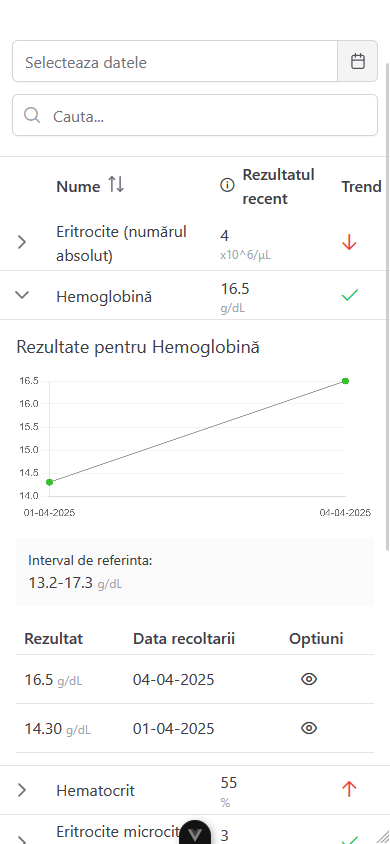 Selecteaza datele
Cauta...
Nume
Rezultatul
recent
Trend
Eritrocite (numărul
absolut)
4
x10^6/µL
Hemoglobină
16.5
g/dL
Rezultate pentru Hemoglobină
16.5
16.0
15.5
15.0
14.5
14.0
01-04-2025
04-04-2025
Interval de referinta:
13.2-17.3 g/dL
Rezultat
Data recoltarii
Optiuni
16.5 g/dL
04-04-2025
14.30 g/dL
01-04-2025
Hematocrit
55
%
Eritrocite microcit
3